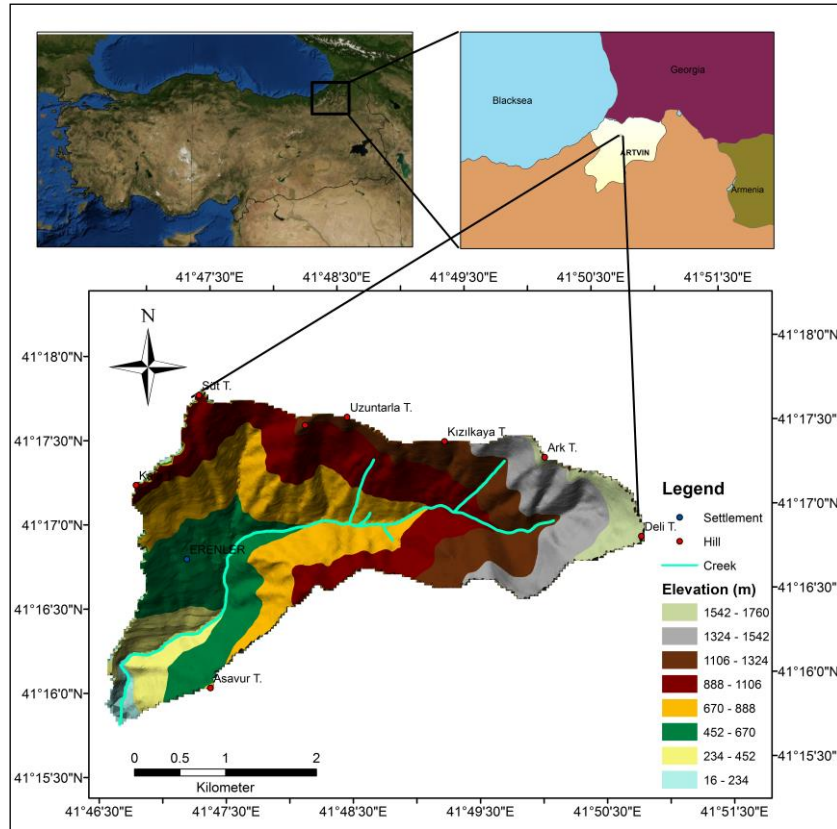 Georgia
Blacksea
ARTVIN
Armenia
41°47'30"E 41°48'30"E 41°49'30"E 41°50'30"E 41°51'30"E
N
41°18'0"N
41°17'30"N
41°17'0"N
41°16'30"N
41°16'0"N
41°15'30"N
Süt T.
Uzuntarla T.
Kızılkaya T.
Ark T.
Deli T.
ERENLER
Asavur T.
Legend
Settlement
Hill
Creek
Elevation (m)
1542 - 1760
1324 - 1542
1106 - 1324
888 - 1106
670 - 888
452 - 670
234 - 452
16 - 234
41°18'0"N
41°17'30"N
41°17'0"N
41°16'30"N
41°16'0"N
41°15'30"N
0 0.5 1 2
Kilometer
41°46'30"E 41°47'30"E 41°48'30"E 41°49'30"E 41°50'30"E 41°51'30"E